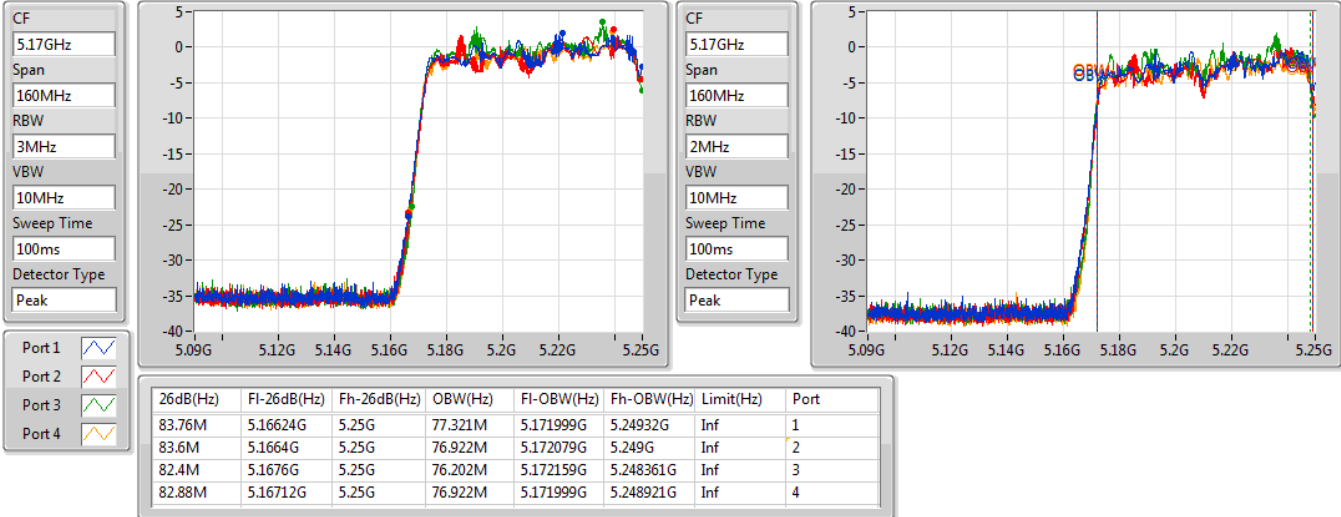 CF
5.17GHz
Span
160MHz
RBW
3MHz
VBW
10MHz
Sweep Time
100ms
Detector Type
Peak
5
0
-5
-10
-15
-20
-25
-30
-35
-40
5.09G 5.12G 5.14G 5.16G 5.18G 5.2G 5.22G 5.25G
CF
5.17GHz
Span
160MHz
RBW
2MHz
VBW
10MHz
Sweep Time
100ms
Detector Type
Peak
5
0
-5
-10
-15
-20
-25
-30
-35
-40
OBW
5.09G 5.12G 5.14G 5.16G 5.18G 5.2G 5.22G 5.25G
Port 1
Port 2
Port 3
Port 4
26dB(Hz) Fl-26dB(Hz) Fh-26dB(Hz) OBW(Hz) Fl-OBW(Hz) Fh-OBW(Hz) Limit(Hz) Port
83.76M 5.16624G 5.25G 77.321M 5.171999G 5.24932G Inf 1
83.6M 5.1664G 5.25G 76.922M 5.172079G 5.249G Inf 2
82.4M 5.1676G 5.25G 76.202M 5.172159G 5.248361G Inf 3
82.88M 5.16712G 5.25G 76.922M 5.171999G 5.248921G Inf 4